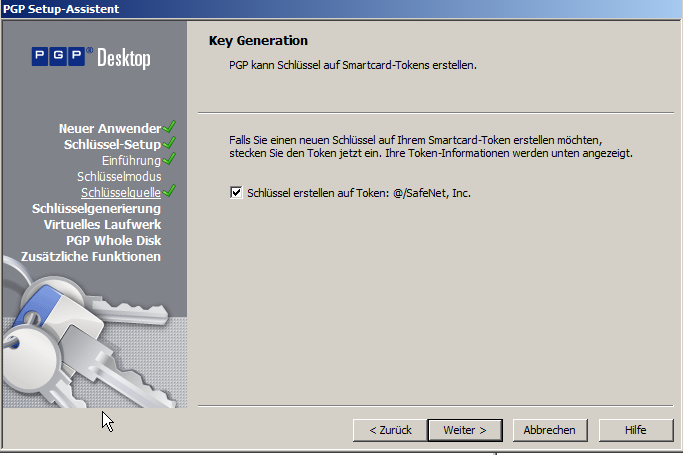 PGP Setup-Assistent
PGP® Desktop
Neuer Anwender
Schlüssel-Setup
Einführung
Schlüsselmodus
Schlüsselquelle
Schlüsselgenerierung
Virtuelles Laufwerk
PGP Whole Disk
Zusätzliche Funktionen
Key Generation
PGP kann Schlüssel auf Smartcard-Tokens erstellen.
Falls Sie einen neuen Schlüssel auf Ihrem Smartcard-Token erstellen möchten,
stecken Sie den Token jetzt ein. Ihre Token-Informationen werden unten angezeigt.
Schlüssel erstellen auf Token: @/SafeNet, Inc.
< Zurück
Weiter >
Abbrechen
Hilfe